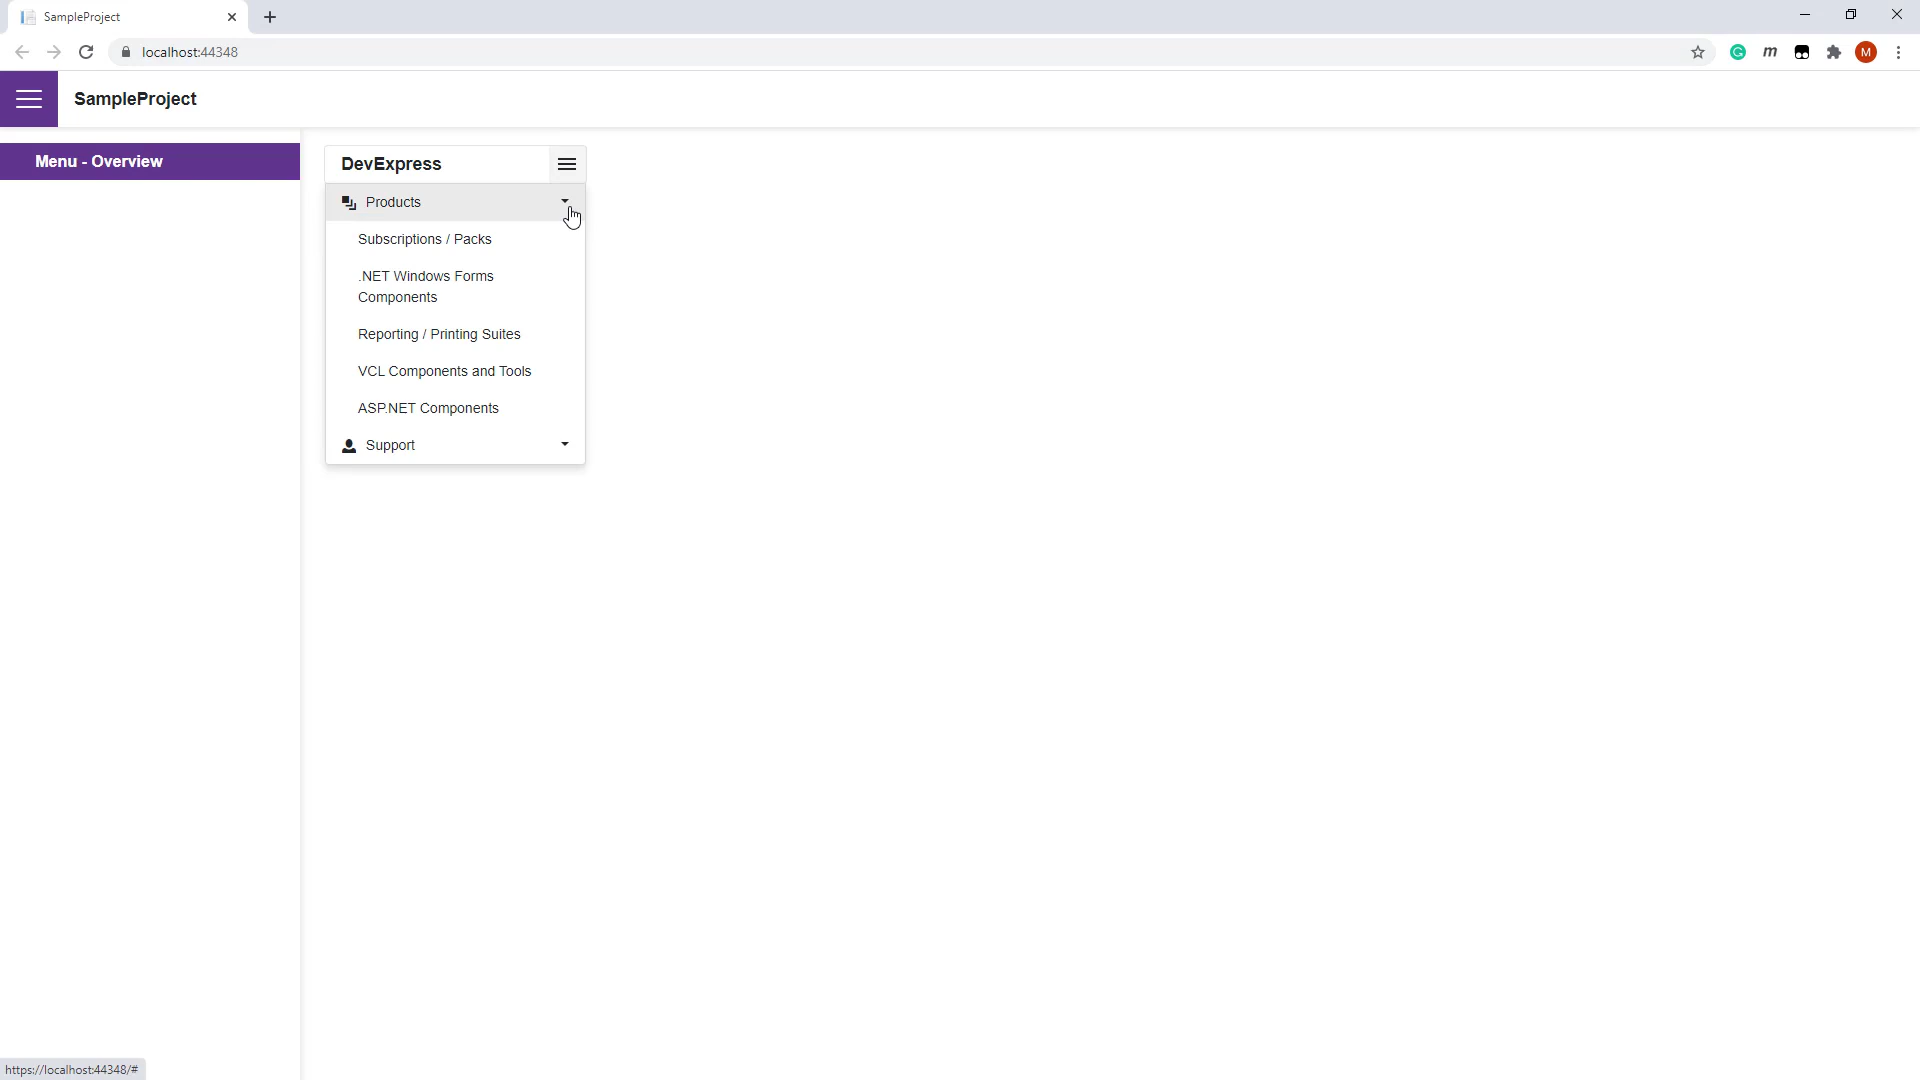 SampleProject
localhost:44348
M
SampleProject
Menu - Overview
DevExpress
Products
Subscriptions / Packs
.NET Windows Forms
Components
Reporting / Printing Suites
VCL Components and Tools
ASP.NET Components
Support
https://localhost:44348/#